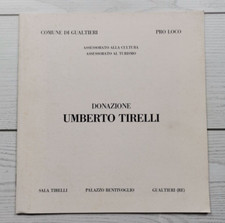 COMUNE DI GUALTIERI PRO LOCO
ASSESSORATO ALLA CULTURA
ASSESSORATO AL TURISMO
DONAZIONE
UMBERTO TIRELLI
SALA TIRELLI PALAZZO BENTIVOGLIO GUALTIERI (RE)